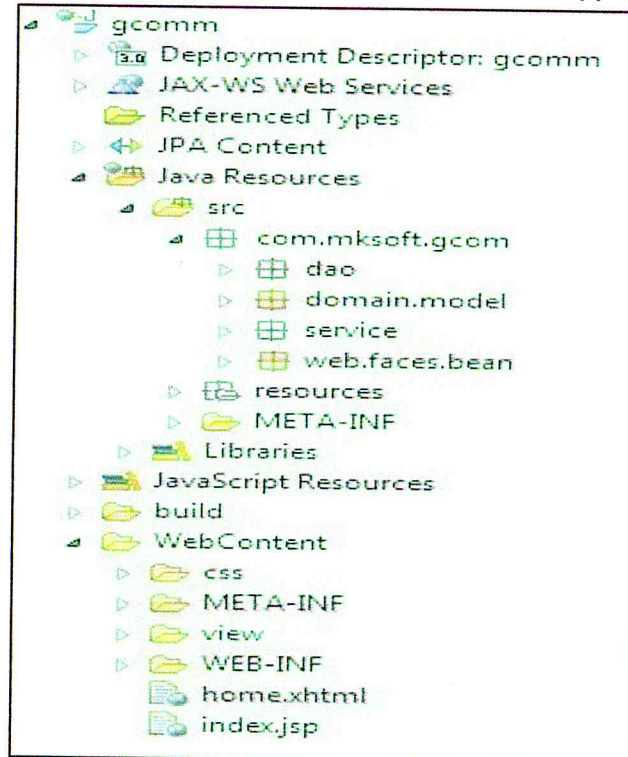 gcomm
3.0 Deployment Descriptor: gcomm
JAX-WS Web Services
Referenced Types
JPA Content
Java Resources
src
com.mksoft.gcom
dao
domain.model
service
web.faces.bean
resources
META-INF
Libraries
JavaScript Resources
build
WebContent
css
META-INF
view
WEB-INF
home.xhtml
index.jsp